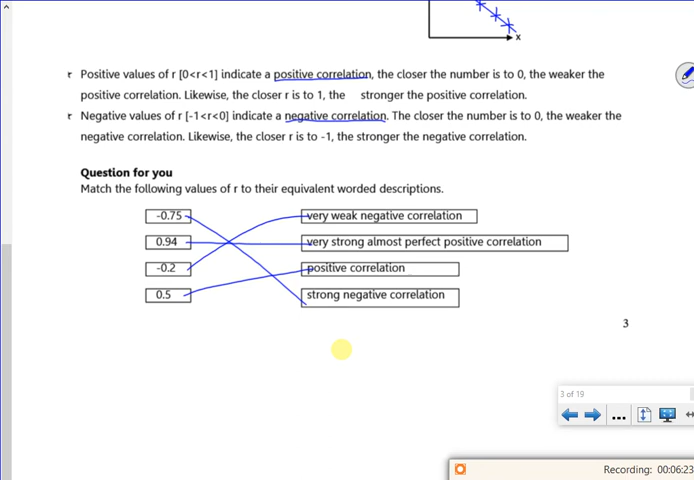 x
r Positive values of r [0<r<1] indicate a positive correlation, the closer the number is to 0, the weaker the
positive correlation. Likewise, the closer r is to 1, the stronger the positive correlation.
r Negative values of r [-1<r<0] indicate a negative correlation. The closer the number is to 0, the weaker the
negative correlation. Likewise, the closer r is to -1, the stronger the negative correlation.
Question for you
Match the following values of r to their equivalent worded descriptions.
-0.75 very weak negative correlation
0.94 very strong almost perfect positive correlation
-0.2 positive correlation
0.5 strong negative correlation
3
3 of 19
...
Recording: 00:06:23